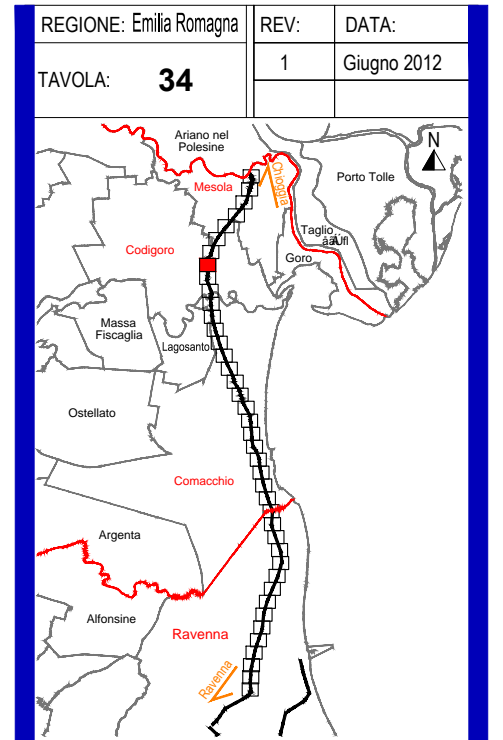 REGIONE: Emilia Romagna
REV:
DATA:
TAVOLA: 34
1
Giugno 2012
Ariano nel
Polesine
N
Mesola
Chioggia
Porto Tolle
Codigoro
Taglio
Goro
Massa
Fiscaglia
Lagosanto
Ostellato
Comacchio
Argenta
Alfonsine
Ravenna
Ravenna